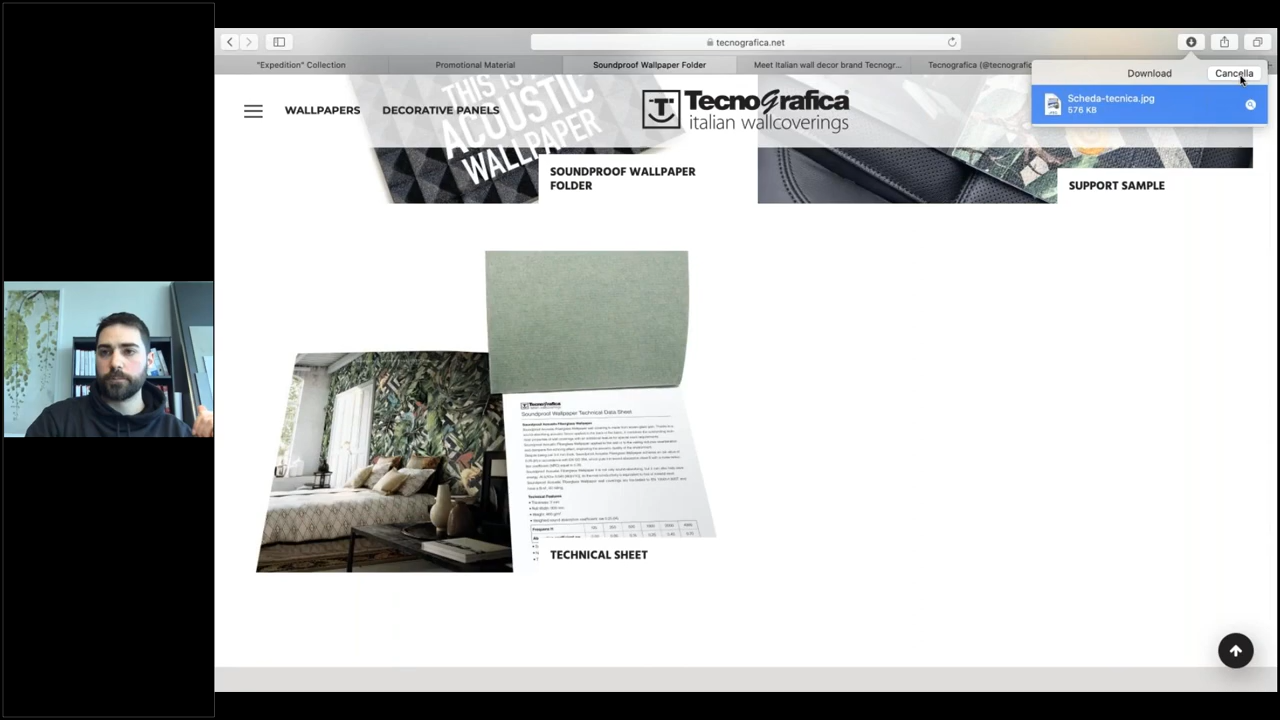 tecnografica.net
"Expedition" Collection
Promotional Material
Soundproof Wallpaper Folder
Meet Italian wall decor brand Tecnogr...
Tecnografica (@tecnografic
Download
Cancella
Scheda-tecnica.jpg
576 KB
WALLPAPERS
DECORATIVE PANELS
Tecnografica
italian wallcoverings
THIS IS
ACOUSTIC
WALLPAPER
SOUNDPROOF WALLPAPER
FOLDER
SUPPORT SAMPLE
Tecnografica
Soundproof Wallpaper Technical Data Sheet
Technical Features
TECHNICAL SHEET